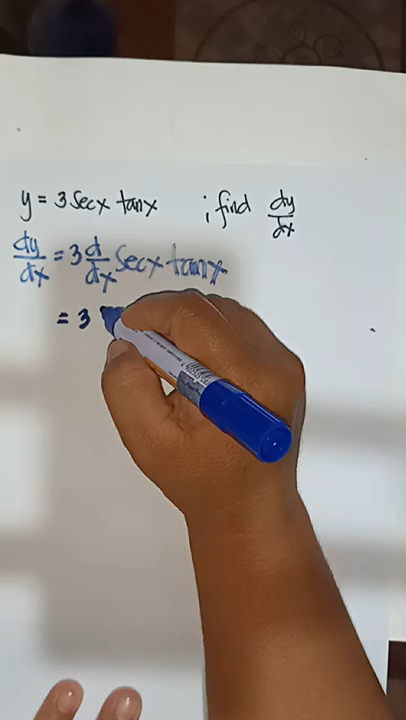 y = 3 Secx tanx ; find dy/dx
dy/dx = 3 d/dx Secx tanx
= 3